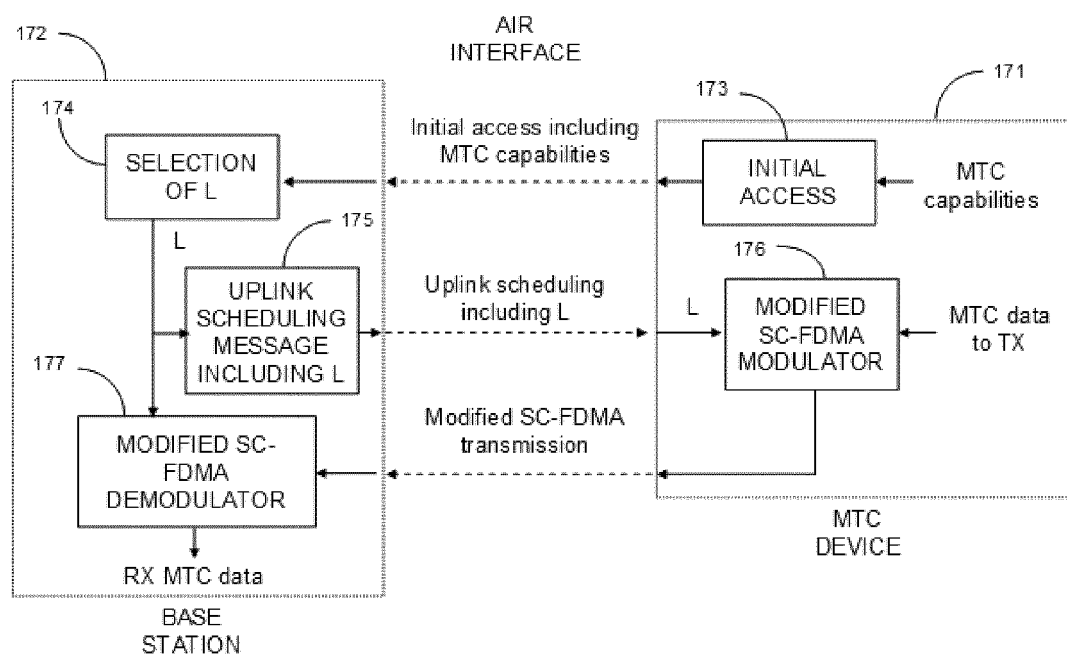 AIR
INTERFACE
172
171
174
173
SELECTION
OF L
Initial access including
MTC capabilities
INITIAL
ACCESS
MTC
capabilities
L
175
176
UPLINK
SCHEDULING
MESSAGE
INCLUDING L
Uplink scheduling
including L
L
MODIFIED
SC-FDMA
MODULATOR
MTC data
to TX
177
MODIFIED SC-
FDMA
DEMODULATOR
Modified SC-FDMA
transmission
RX MTC data
MTC
DEVICE
BASE
STATION